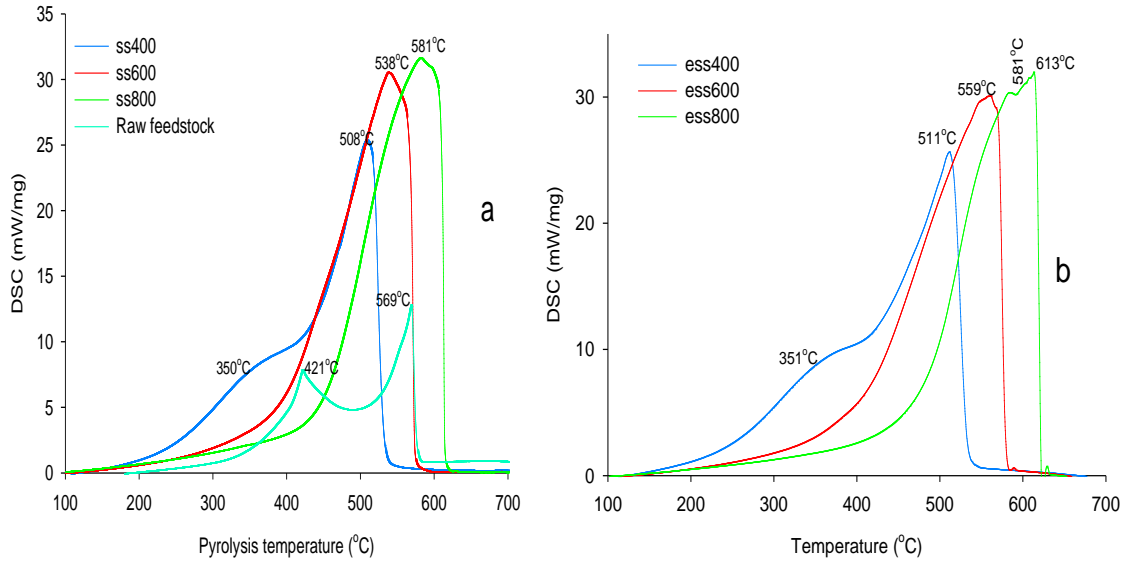 35
30
25
20
15
10
5
0
DSC (mW/mg)
ss400
ss600
ss800
Raw feedstock
581°C
538°C
508°C
569°C
350°C
421°C
a
100 200 300 400 500 600 700
Pyrolysis temperature (°C)
30
20
10
0
DSC (mW/mg)
ess400
ess600
ess800
581°C
613°C
559°C
511°C
351°C
b
100 200 300 400 500 600 700
Temperature (°C)